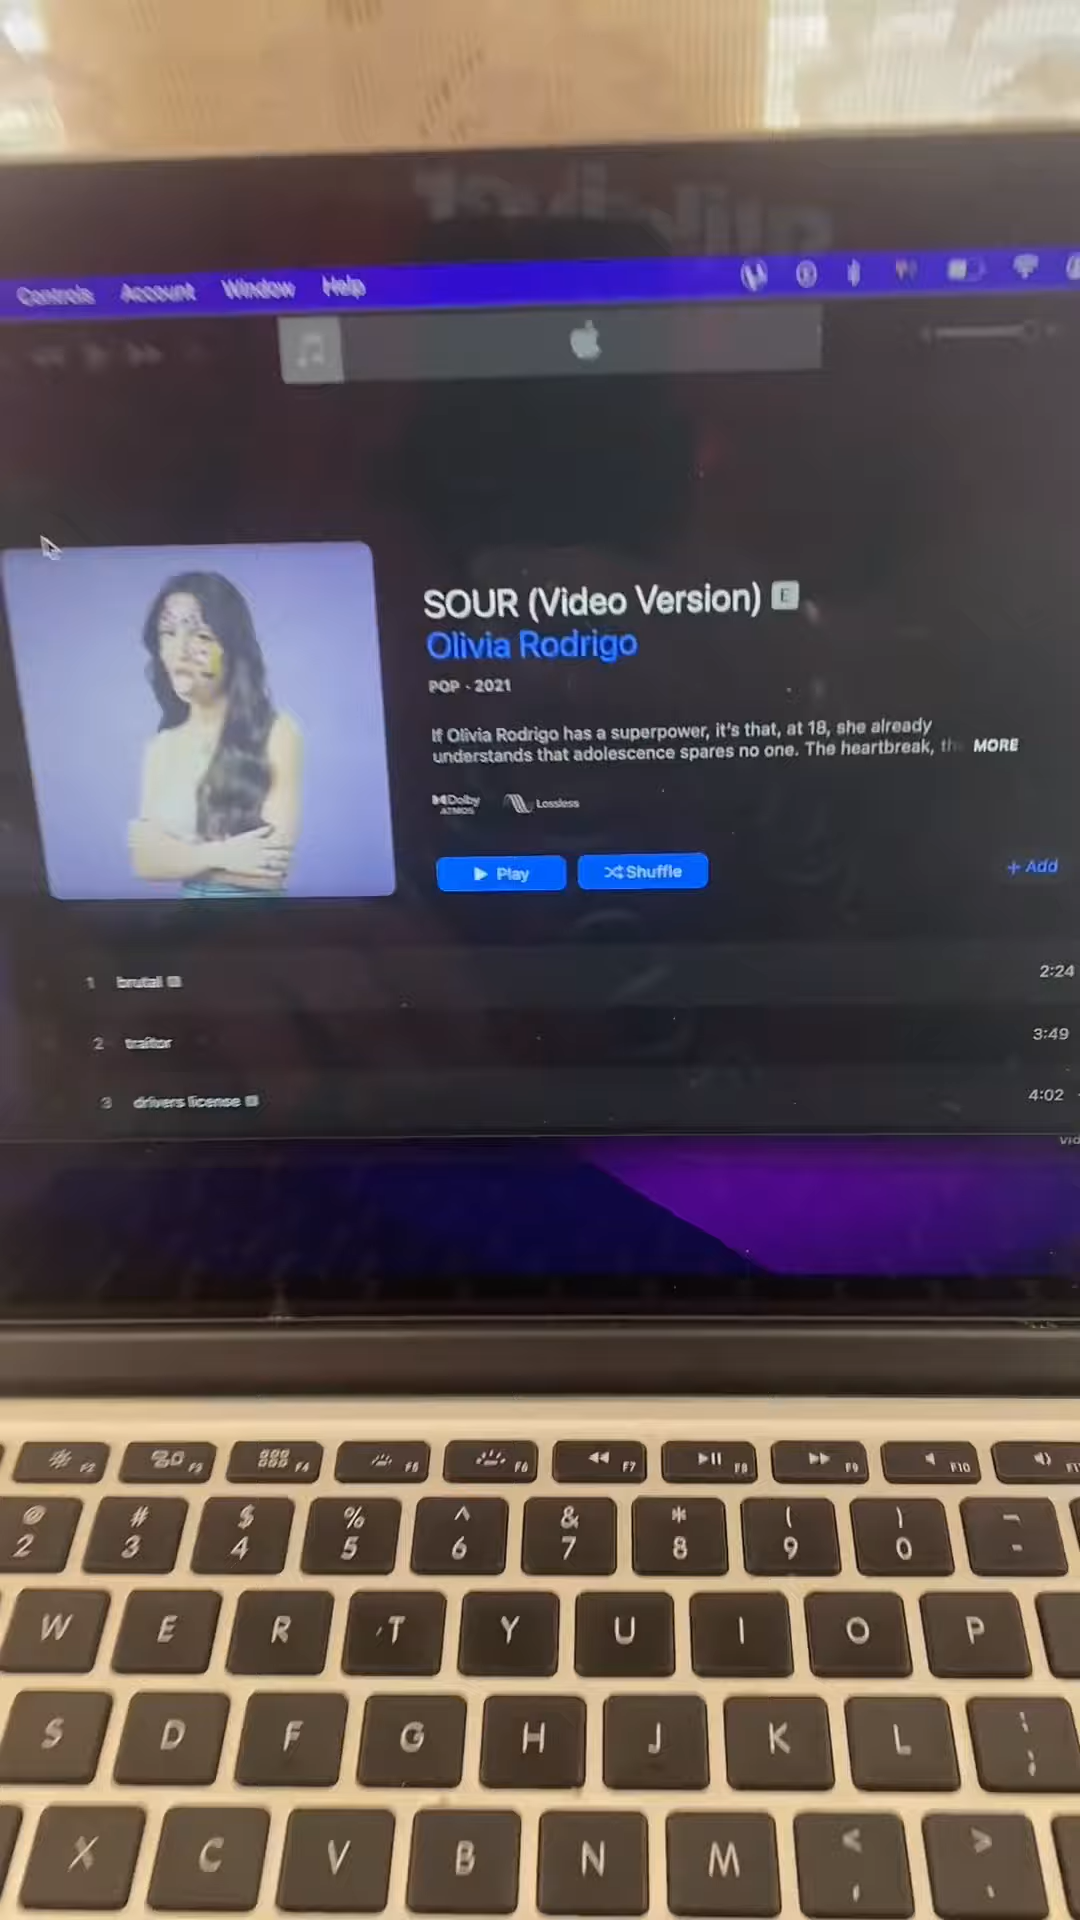 Controls Account Window Help
SOUR (Video Version) E
Olivia Rodrigo
POP · 2021
If Olivia Rodrigo has a superpower, it's that, at 18, she already
understands that adolescence spares no one. The heartbreak, th MORE
Dolby
ATMOS
Lossless
Play
Shuffle
+ Add
1 brutal E 2:24
2 traitor 3:49
3 drivers license E 4:02
F2 F3 F4 F5 F6 F7 F8 F9 F10 F1
@ # $ % ^ & * ( )
2 3 4 5 6 7 8 9 0 -
W E R T Y U I O P
S D F G H J K L ;
X C V B N M < >
,  .